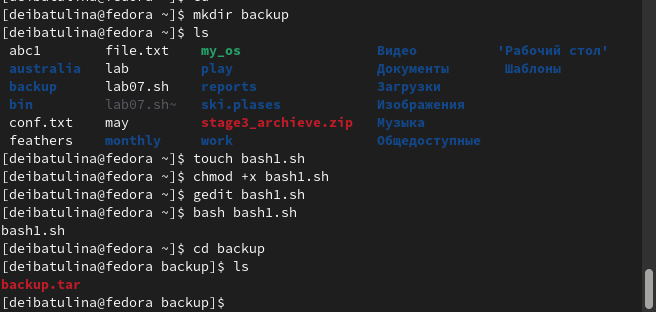 [deibatulina@fedora ~]$ cd
[deibatulina@fedora ~]$ mkdir backup
[deibatulina@fedora ~]$ ls
abc1 file.txt my_os Видео 'Рабочий стол'
australia lab play Документы Шаблоны
backup lab07.sh reports Загрузки
bin lab07.sh~ ski.plases Изображения
conf.txt may stage3_archieve.zip Музыка
feathers monthly work Общедоступные
[deibatulina@fedora ~]$ touch bash1.sh
[deibatulina@fedora ~]$ chmod +x bash1.sh
[deibatulina@fedora ~]$ gedit bash1.sh
[deibatulina@fedora ~]$ bash bash1.sh
bash1.sh
[deibatulina@fedora ~]$ cd backup
[deibatulina@fedora backup]$ ls
backup.tar
[deibatulina@fedora backup]$